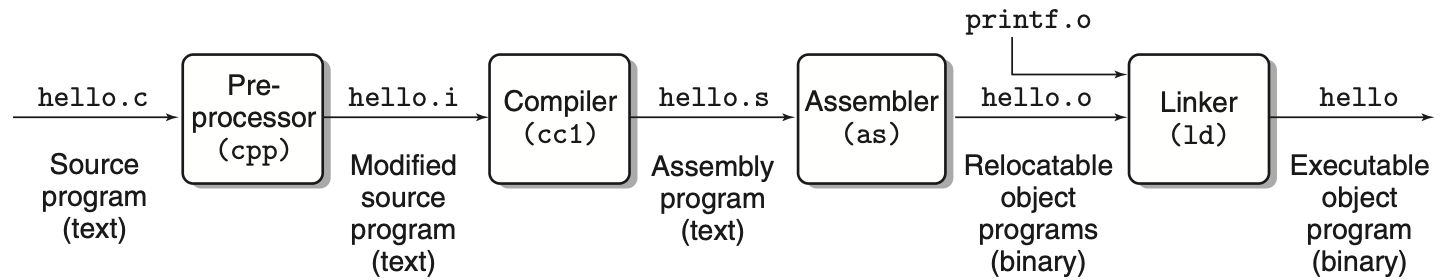 printf.o
hello.c
Pre-
processor
(cpp)
hello.i
Compiler
(cc1)
hello.s
Assembler
(as)
hello.o
Linker
(ld)
hello
Source
program
(text)
Modified
source
program
(text)
Assembly
program
(text)
Relocatable
object
programs
(binary)
Executable
object
program
(binary)